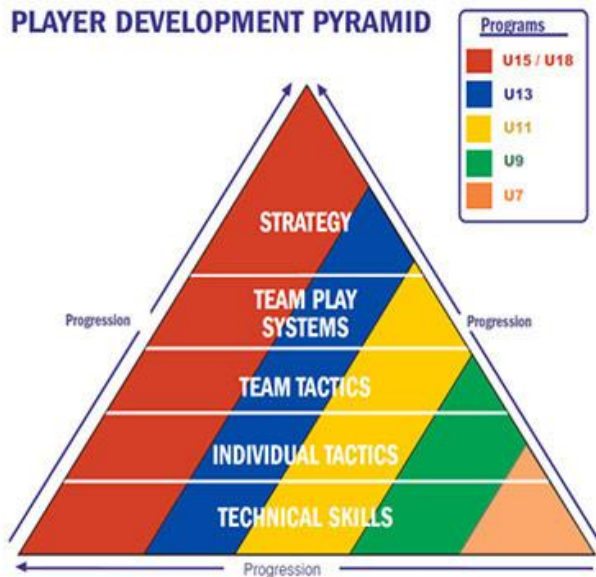 PLAYER DEVELOPMENT PYRAMID
Programs
U15 / U18
U13
U11
U9
U7
STRATEGY
TEAM PLAY
SYSTEMS
Progression
Progression
TEAM TACTICS
INDIVIDUAL TACTICS
TECHNICAL SKILLS
Progression